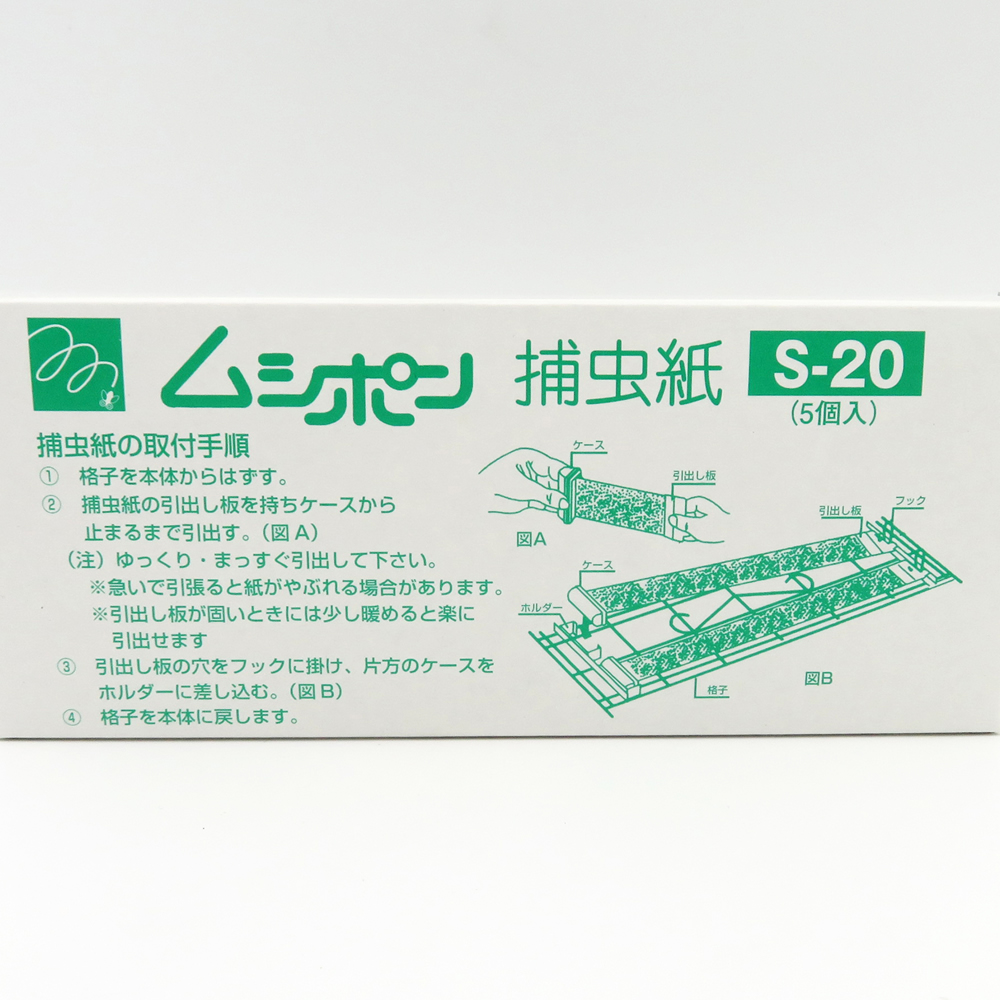 ムシポン 捕虫紙 S-20
(5個入)
捕虫紙の取付手順
① 格子を本体からはずす。
② 捕虫紙の引出し板を持ちケースから
止まるまで引出す。(図A)
(注) ゆっくり・まっすぐ引出して下さい。
※急いで引張ると紙がやぶれる場合があります。
※引出し板が固いときには少し暖めると楽に
引出せます
③ 引出し板の穴をフックに掛け、片方のケースを
ホルダーに差し込む。(図B)
④ 格子を本体に戻します。
ケース
引出し板
図A
フック
引出し板
ケース
ホルダー
格子
図B